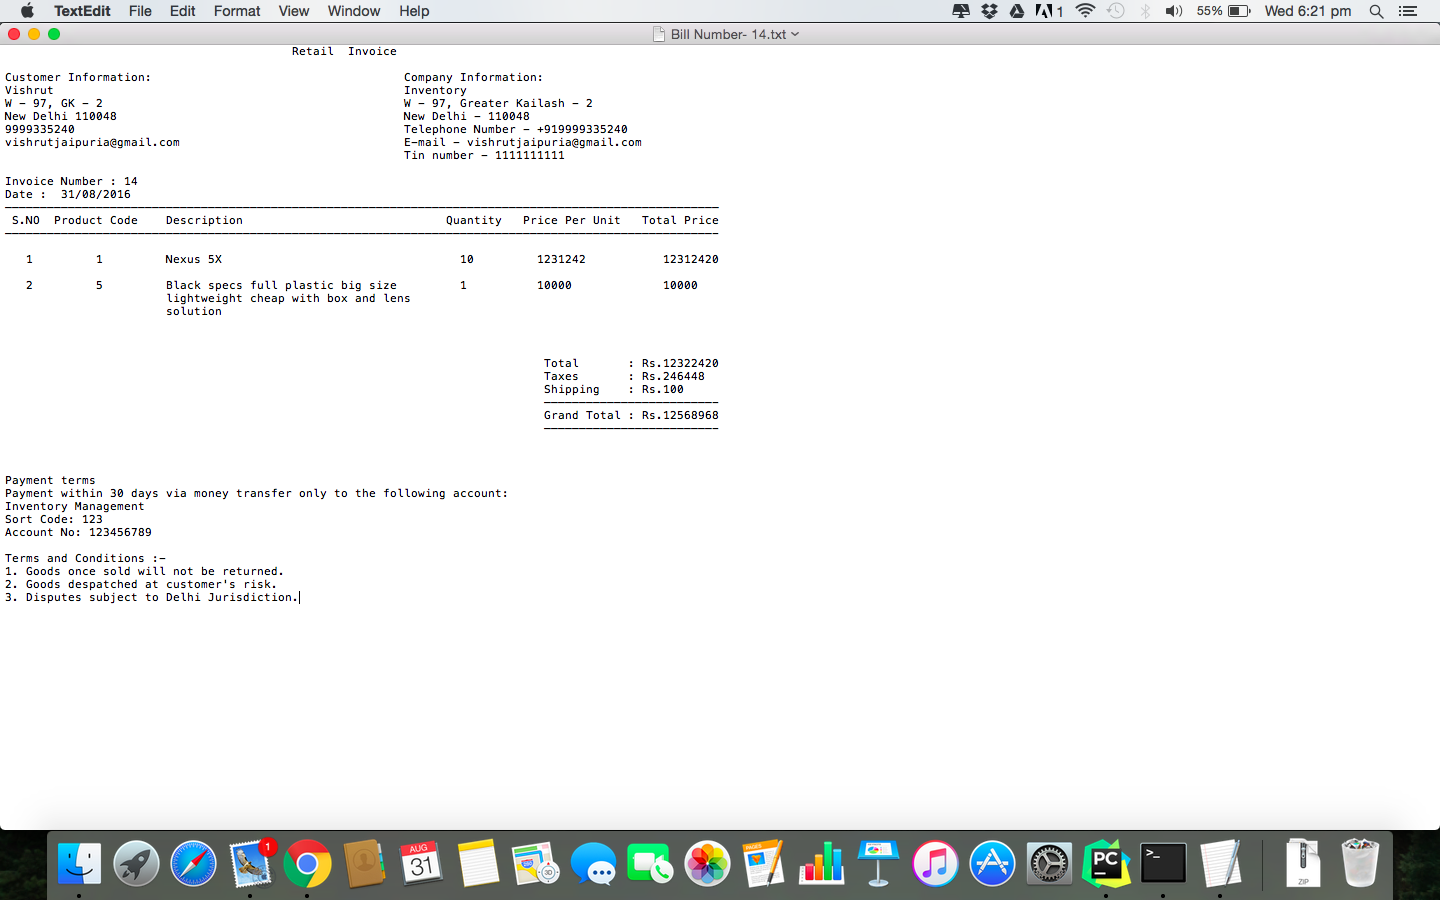 TextEdit File Edit Format View Window Help 1 55% Wed 6:21 pm
Bill Number- 14.txt
Retail Invoice
Customer Information: Company Information:
Vishrut Inventory
W - 97, GK - 2 W - 97, Greater Kailash - 2
New Delhi 110048 New Delhi - 110048
9999335240 Telephone Number - +919999335240
vishrutjaipuria@gmail.com E-mail - vishrutjaipuria@gmail.com
Tin number - 1111111111
Invoice Number : 14
Date : 31/08/2016
S.NO Product Code Description Quantity Price Per Unit Total Price
1 1 Nexus 5X 10 1231242 12312420
2 5 Black specs full plastic big size 1 10000 10000
lightweight cheap with box and lens
solution
Total : Rs.12322420
Taxes : Rs.246448
Shipping : Rs.100
Grand Total : Rs.12568968
Payment terms
Payment within 30 days via money transfer only to the following account:
Inventory Management
Sort Code: 123
Account No: 123456789
Terms and Conditions :-
1. Goods once sold will not be returned.
2. Goods despatched at customer's risk.
3. Disputes subject to Delhi Jurisdiction.
1
AUG
31
3D
PAGES
PC
>_
ZIP